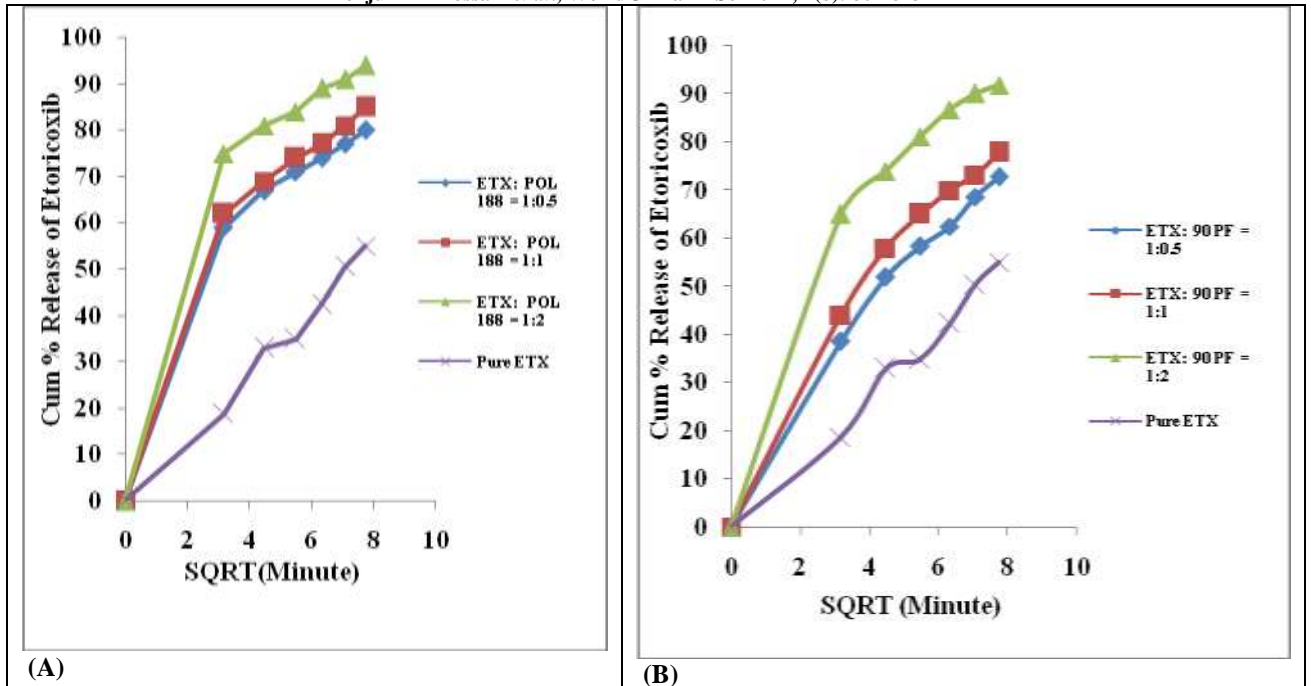 100
90
80
70
60
50
40
30
20
10
0
0 2 4 6 8 10
Cum % Release of Etoricoxib
SQRT(Minute)
ETX: POL
188 = 1:0.5
ETX: POL
188 = 1:1
ETX: POL
188 = 1:2
Pure ETX
(A)
100
90
80
70
60
50
40
30
20
10
0
0 2 4 6 8 10
Cum % Release of Etoricoxib
SQRT (Minute)
ETX: 90 PF =
1:0.5
ETX: 90 PF =
1:1
ETX: 90 PF =
1:2
Pure ETX
(B)